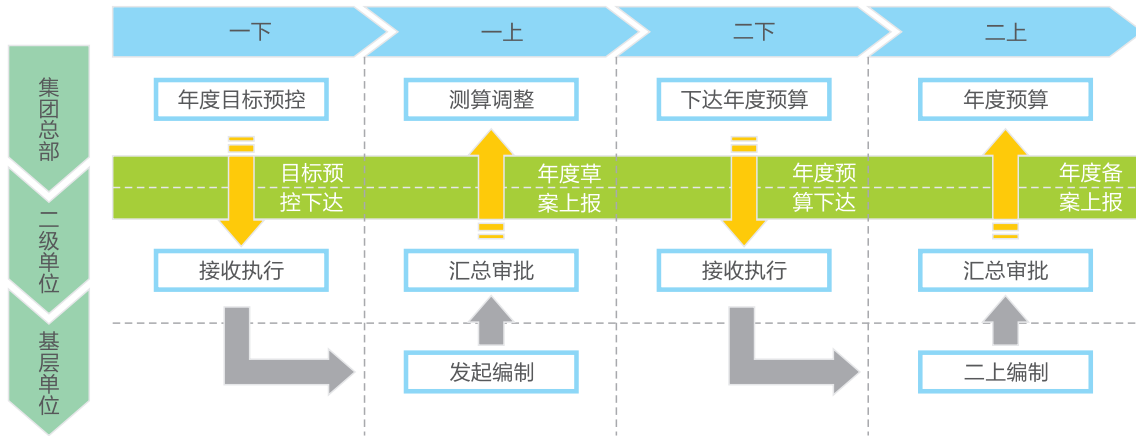 一下
一上
二下
二上
集团总部
年度目标预控
测算调整
下达年度预算
年度预算
目标预
控下达
年度草
案上报
年度预
算下达
年度备
案上报
二级单位
接收执行
汇总审批
接收执行
汇总审批
基层单位
发起编制
二上编制